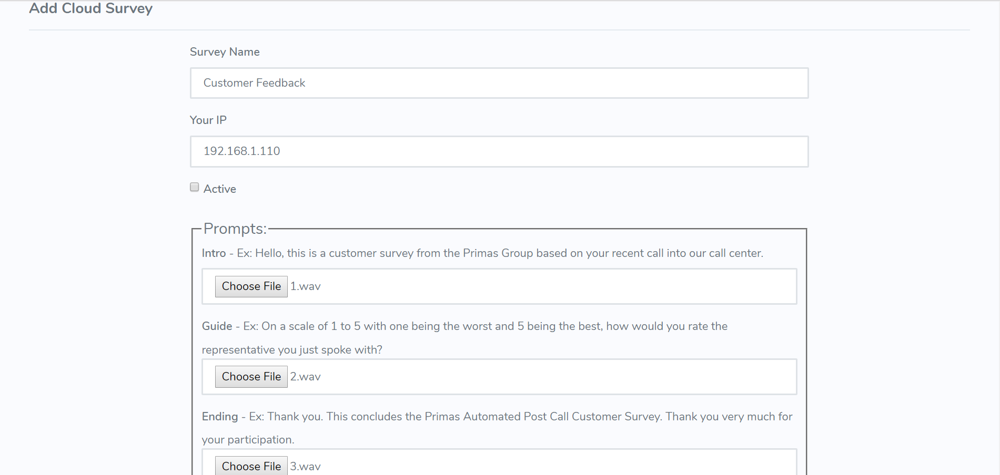 Add Cloud Survey
Survey Name
Customer Feedback
Your IP
192.168.1.110
Active
Prompts:
Intro - Ex: Hello, this is a customer survey from the Primas Group based on your recent call into our call center.
Choose File 1.wav
Guide - Ex: On a scale of 1 to 5 with one being the worst and 5 being the best, how would you rate the
representative you just spoke with?
Choose File 2.wav
Ending - Ex: Thank you. This concludes the Primas Automated Post Call Customer Survey. Thank you very much for
your participation.
Choose File 3.wav